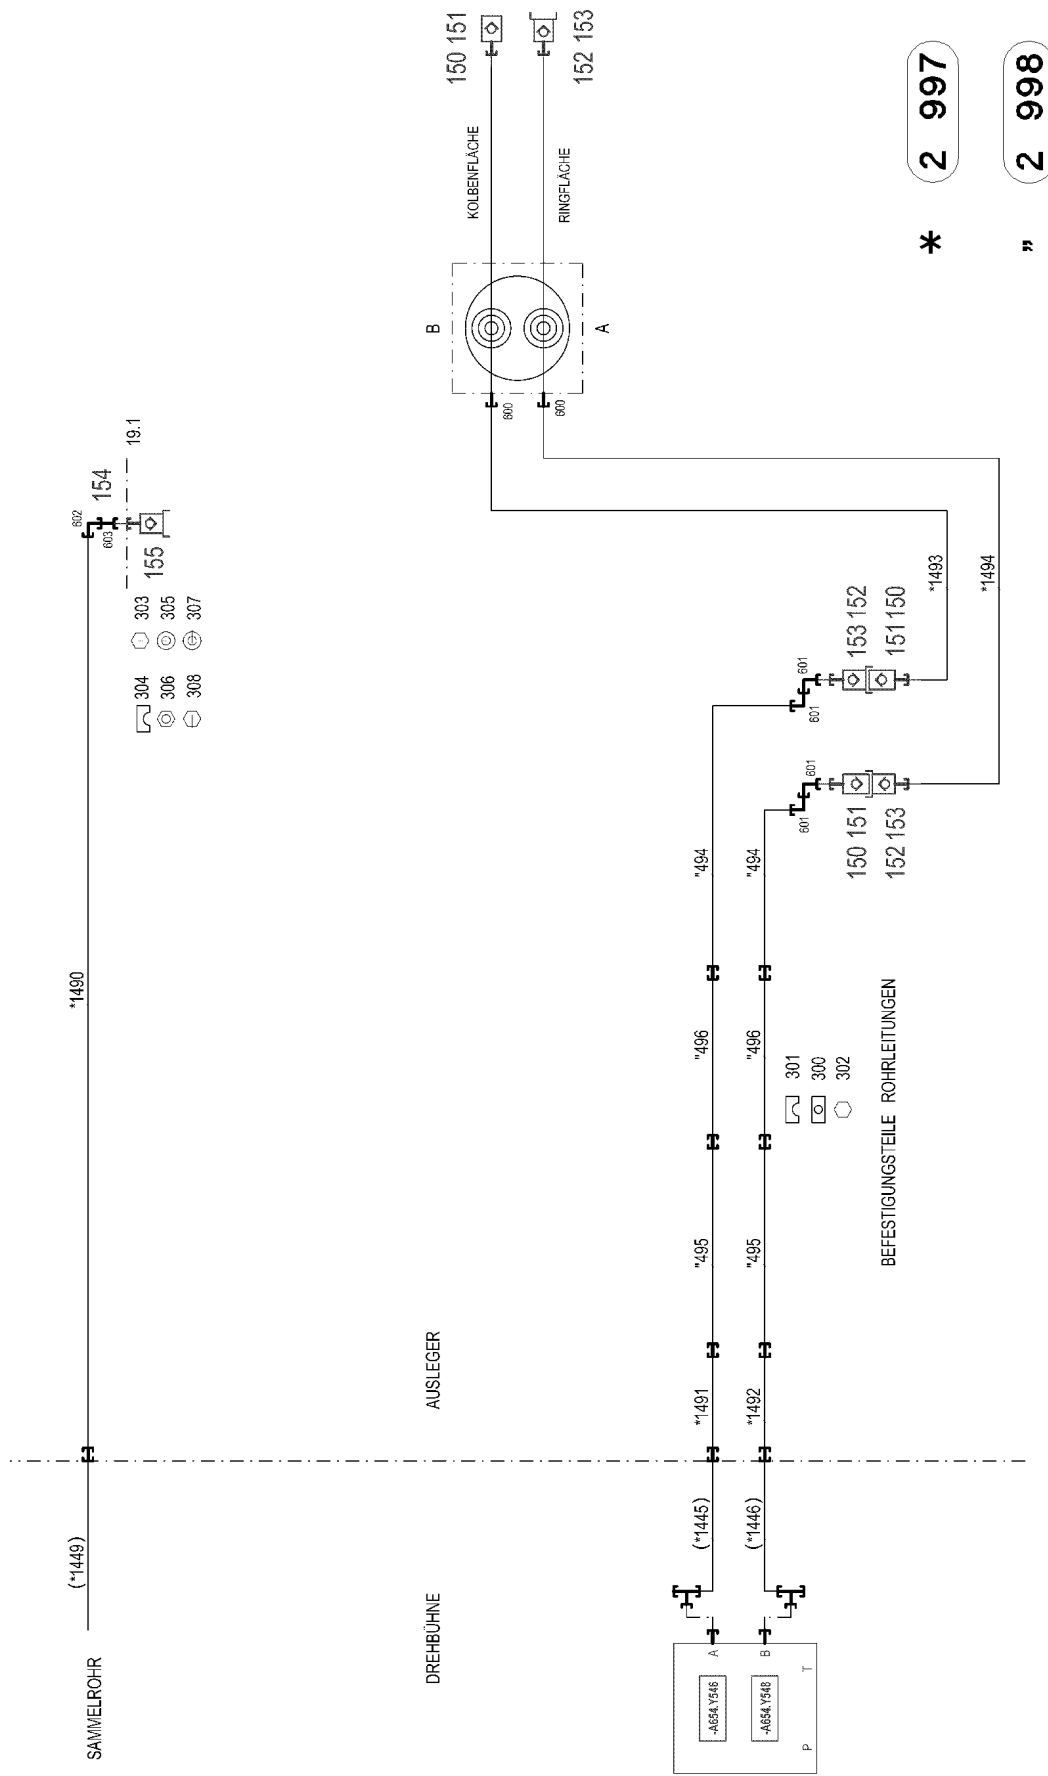 SAMMELROHR
(*1449)
*1490
602
603
154
19.1
155
304
303
306
305
308
307
DREHBÜHNE
AUSLEGER
B
A
600
600
KOLBENFLÄCHE
RINGFLÄCHE
150 151
152 153
-A654.Y546
-A654.Y548
A
B
P
T
(*1445)
*1491
"495
"496
"494
(*1446)
*1492
"495
"496
"494
601
601
601
601
150 151
152 153
153 152
151 150
*1493
*1494
301
300
302
BEFESTIGUNGSTEILE ROHRLEITUNGEN
* 2 997
" 2 998